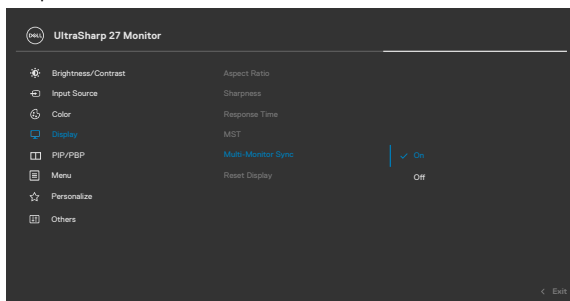 DELL UltraSharp 27 Monitor
Brightness/Contrast Aspect Ratio
Input Source Sharpness
Color Response Time
Display MST
PIP/PBP Multi-Monitor Sync On
Menu Reset Display Off
Personalize
Others
< Exit